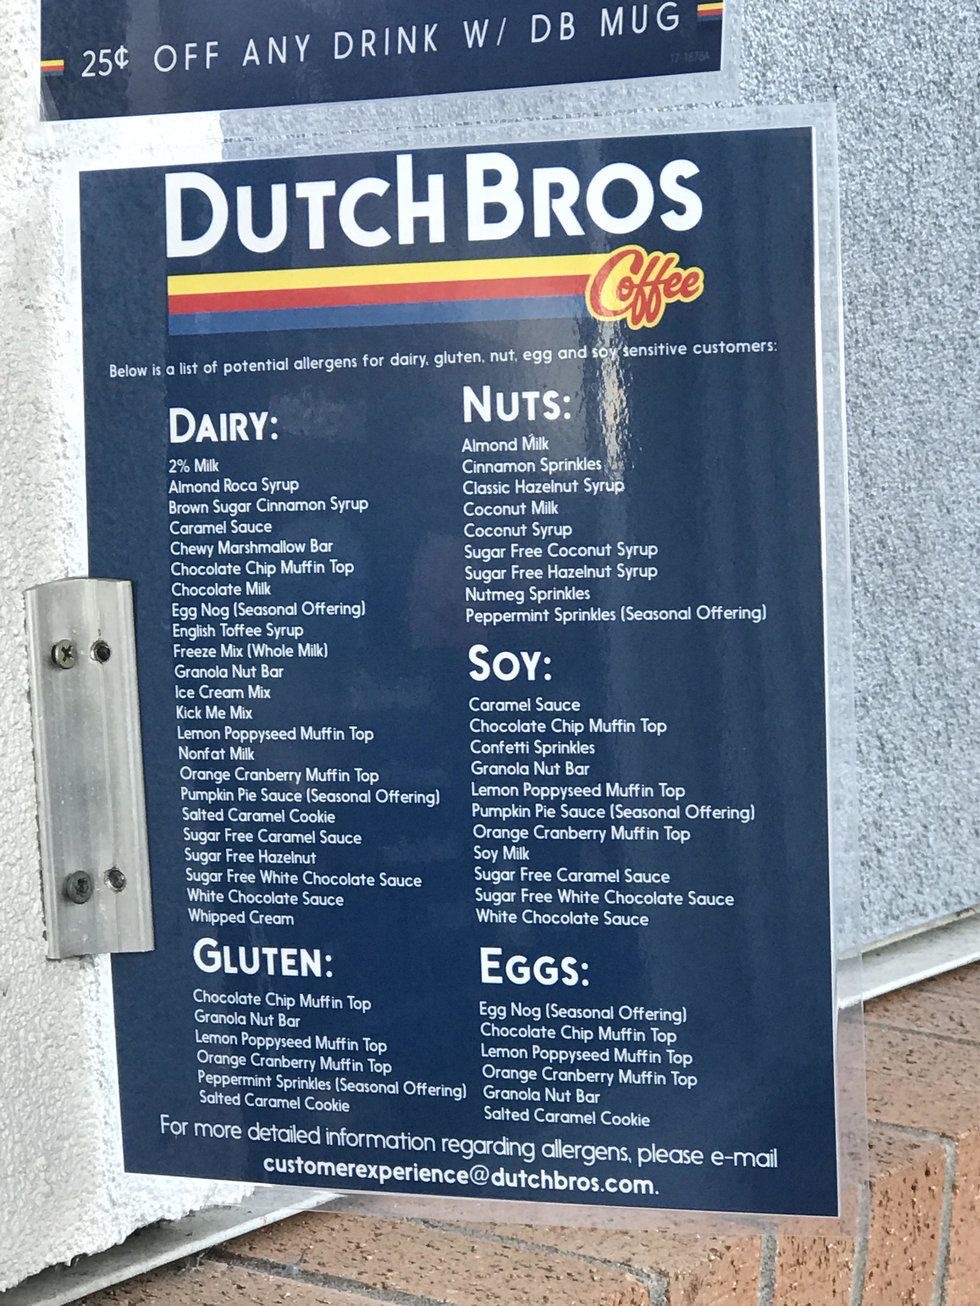 25¢ OFF ANY DRINK W/ DB MUG
DUTCH BROS
Coffee
Below is a list of potential allergens for dairy, gluten, nut, egg and soy sensitive customers:
DAIRY:
2% Milk
Almond Roca Syrup
Brown Sugar Cinnamon Syrup
Caramel Sauce
Chewy Marshmallow Bar
Chocolate Chip Muffin Top
Chocolate Milk
Egg Nog (Seasonal Offering)
English Toffee Syrup
Freeze Mix (Whole Milk)
Granola Nut Bar
Ice Cream Mix
Kick Me Mix
Lemon Poppyseed Muffin Top
Nonfat Milk
Orange Cranberry Muffin Top
Pumpkin Pie Sauce (Seasonal Offering)
Salted Caramel Cookie
Sugar Free Caramel Sauce
Sugar Free Hazelnut
Sugar Free White Chocolate Sauce
White Chocolate Sauce
Whipped Cream
GLUTEN:
Chocolate Chip Muffin Top
Granola Nut Bar
Lemon Poppyseed Muffin Top
Orange Cranberry Muffin Top
Peppermint Sprinkles (Seasonal Offering)
Salted Caramel Cookie
NUTS:
Almond Milk
Cinnamon Sprinkles
Classic Hazelnut Syrup
Coconut Milk
Coconut Syrup
Sugar Free Coconut Syrup
Sugar Free Hazelnut Syrup
Nutmeg Sprinkles
Peppermint Sprinkles (Seasonal Offering)
SOY:
Caramel Sauce
Chocolate Chip Muffin Top
Confetti Sprinkles
Granola Nut Bar
Lemon Poppyseed Muffin Top
Pumpkin Pie Sauce (Seasonal Offering)
Orange Cranberry Muffin Top
Soy Milk
Sugar Free Caramel Sauce
Sugar Free White Chocolate Sauce
White Chocolate Sauce
EGGS:
Egg Nog (Seasonal Offering)
Chocolate Chip Muffin Top
Lemon Poppyseed Muffin Top
Orange Cranberry Muffin Top
Granola Nut Bar
Salted Caramel Cookie
For more detailed information regarding allergens, please e-mail
customerexperience@dutchbros.com.